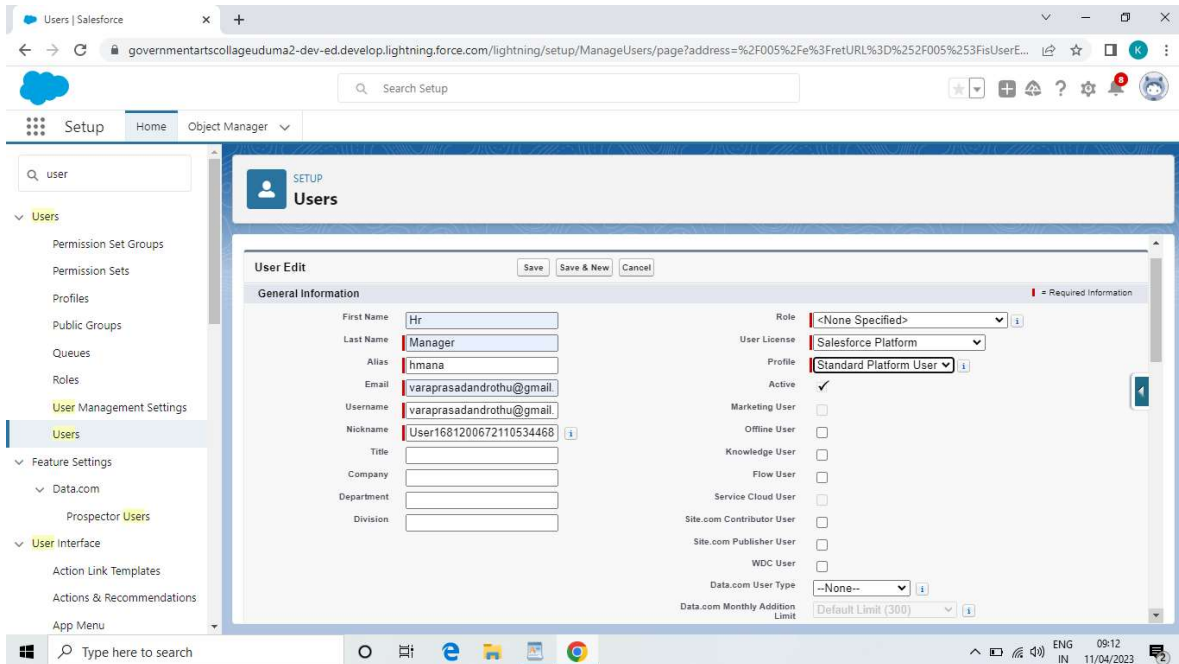 Users | Salesforce
governmentartscollageuduma2-dev-ed.develop.lightning.force.com/lightning/setup/ManageUsers/page?address=%2F005%2Fe%3FretURL%3D%252F005%253FisUserE...
K
Search Setup
8
Setup
Home
Object Manager
user
SETUP
Users
Users
Permission Set Groups
Permission Sets
Profiles
Public Groups
Queues
Roles
User Management Settings
Users
Feature Settings
Data.com
Prospector Users
User Interface
Action Link Templates
Actions & Recommendations
App Menu
User Edit
Save
Save & New
Cancel
General Information
= Required Information
First Name Hr
Last Name Manager
Alias hmana
Email varaprasadandrothu@gmail.
Username varaprasadandrothu@gmail.
Nickname User1681200672110534468
Title
Company
Department
Division
Role <None Specified>
User License Salesforce Platform
Profile Standard Platform User
Active
Marketing User
Offline User
Knowledge User
Flow User
Service Cloud User
Site.com Contributor User
Site.com Publisher User
WDC User
Data.com User Type --None--
Data.com Monthly Addition
Limit
Default Limit (300)
Type here to search
ENG
IN
09:12
11/04/2023
2